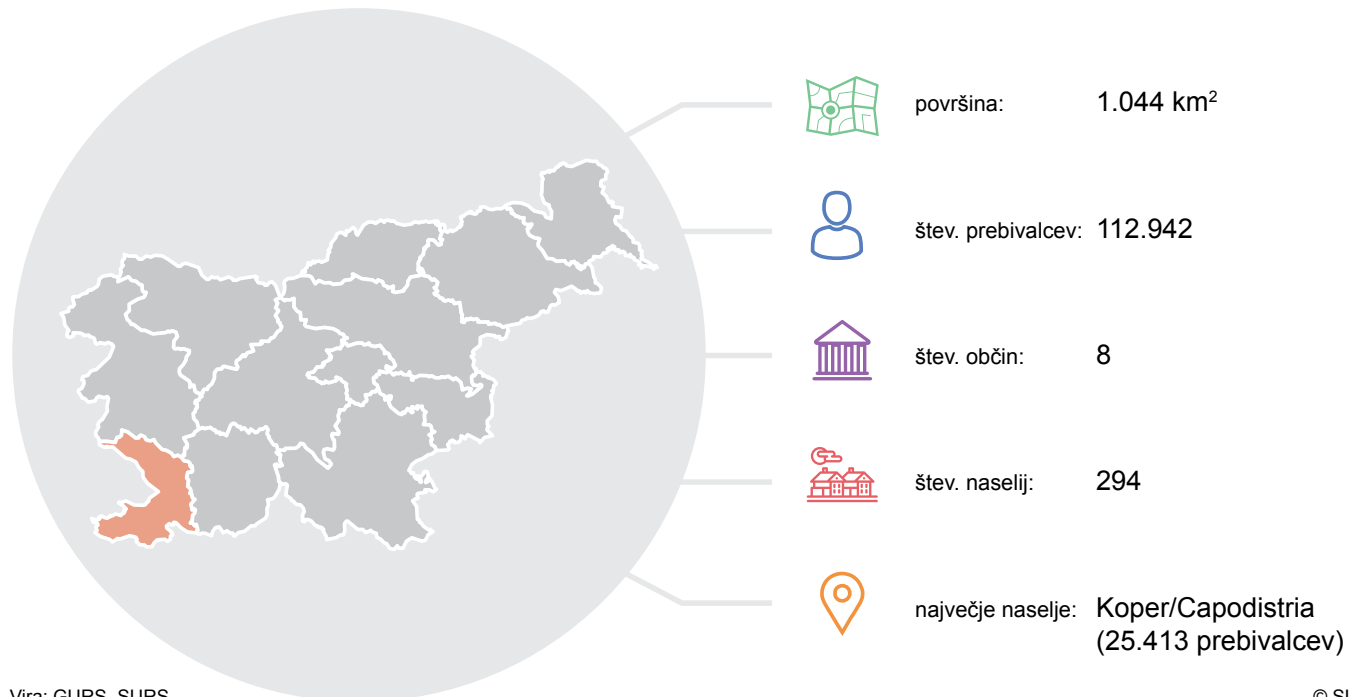 površina: 1.044 km²
štev. prebivalcev: 112.942
štev. občin: 8
štev. naselij: 294
največje naselje: Koper/Capodistria
(25.413 prebivalcev)
Vira: GURS, SURS
©